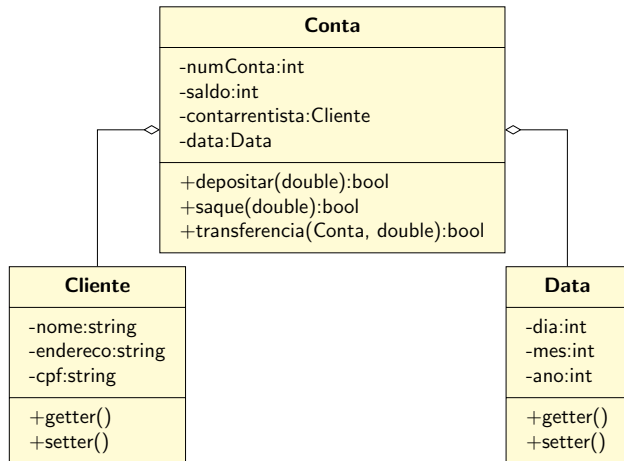 Conta
-numConta:int
-saldo:int
-contarrentista:Cliente
-data:Data
+depositar(double):bool
+saque(double):bool
+transferencia(Conta, double):bool
Cliente
-nome:string
-endereco:string
-cpf:string
+getter()
+setter()
Data
-dia:int
-mes:int
-ano:int
+getter()
+setter()